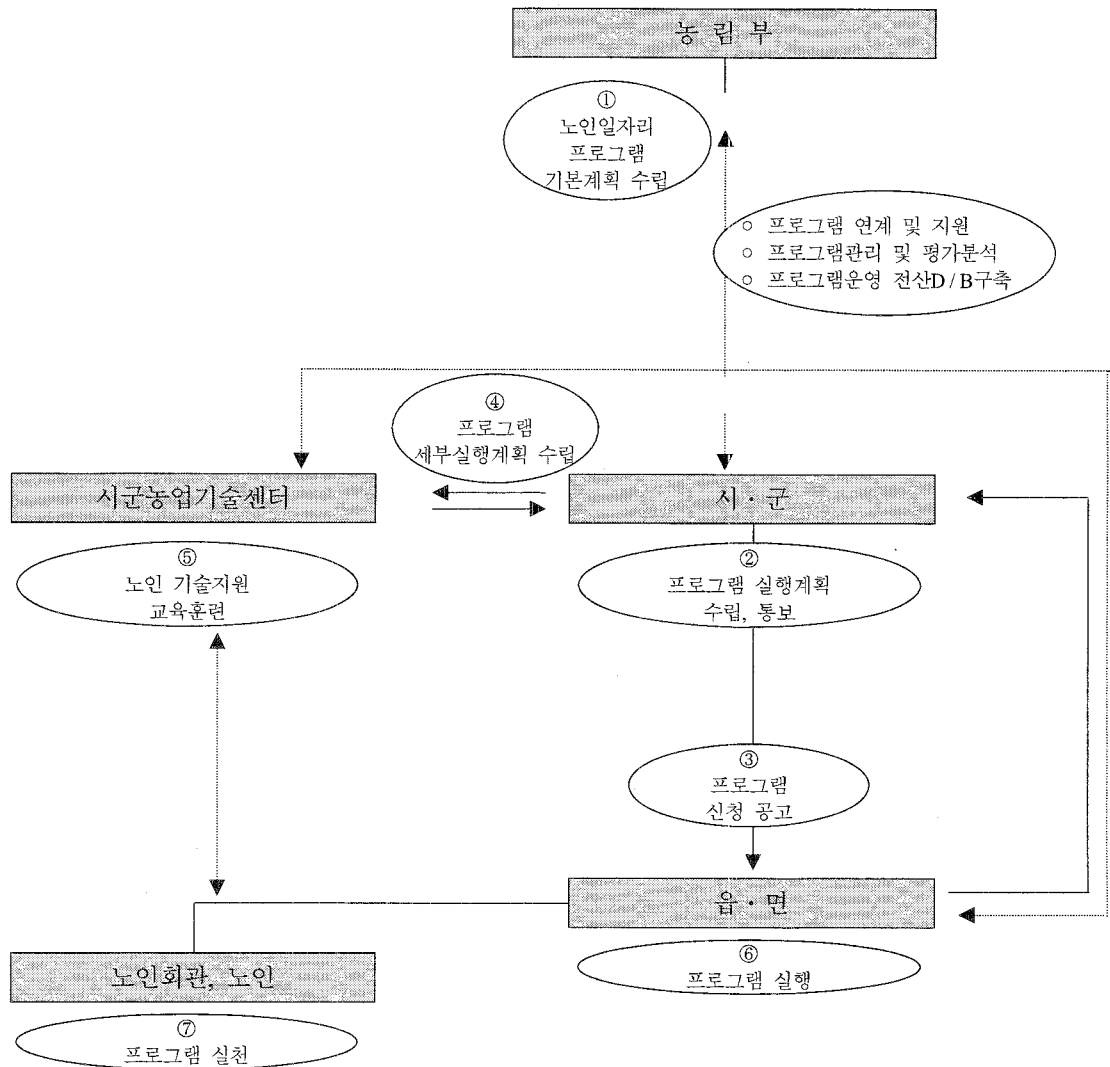 농 림 부
①
노인일자리
프로그램
기본계획 수립
○ 프로그램 연계 및 지원
○ 프로그램관리 및 평가분석
○ 프로그램운영 전산D/B구축
④
프로그램
세부실행계획 수립
시군농업기술센터
시·군
⑤
노인 기술지원
교육훈련
②
프로그램 실행계획
수립, 통보
③
프로그램
신청 공고
읍·면
⑥
프로그램 실행
노인회관, 노인
⑦
프로그램 실천